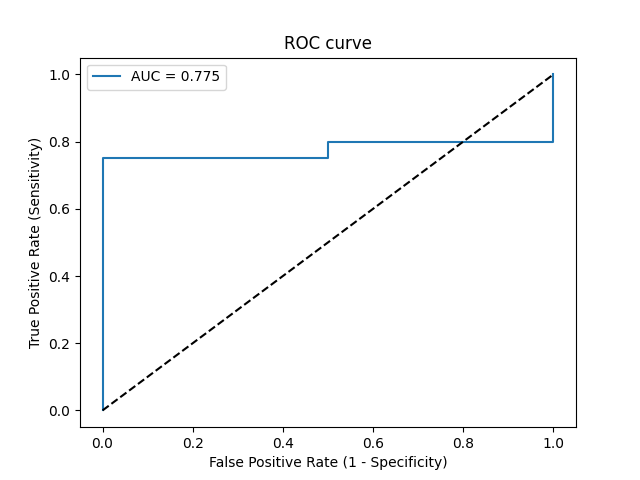 ROC curve
AUC = 0.775
True Positive Rate (Sensitivity)
1.0
0.8
0.6
0.4
0.2
0.0
0.0 0.2 0.4 0.6 0.8 1.0
False Positive Rate (1 - Specificity)